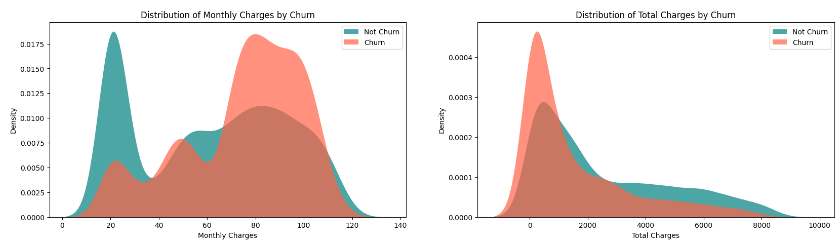 Distribution of Monthly Charges by Churn
Not Churn
Churn
0.0175
0.0150
0.0125
0.0100
0.0075
0.0050
0.0025
0.0000
Density
0 20 40 60 80 100 120 140
Monthly Charges
Distribution of Total Charges by Churn
Not Churn
Churn
0.0004
0.0003
0.0002
0.0001
0.0000
Density
0 2000 4000 6000 8000 10000
Total Charges